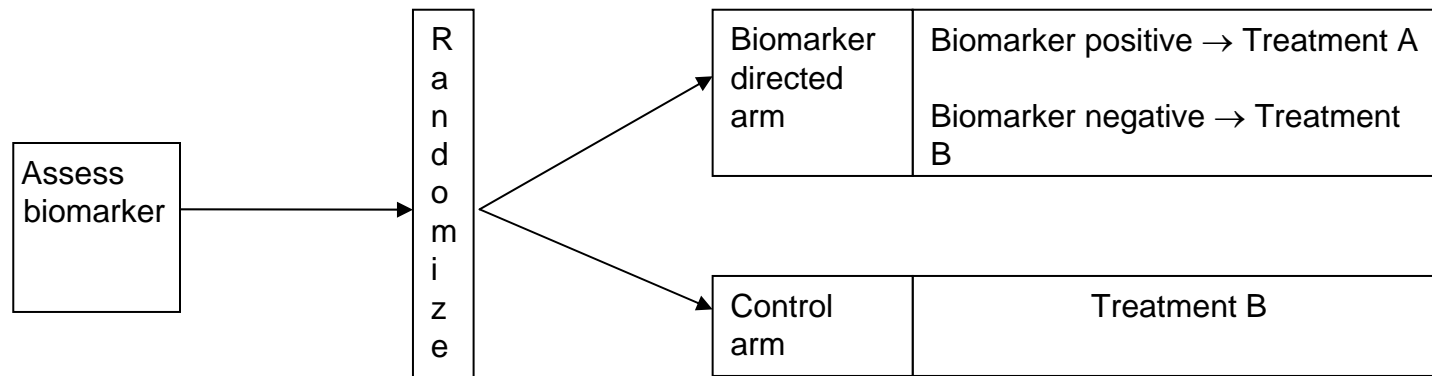 Assess
biomarker
R
a
n
d
o
m
i
z
e
Biomarker
directed
arm
Biomarker positive → Treatment A
Biomarker negative → Treatment
B
Control
arm
Treatment B